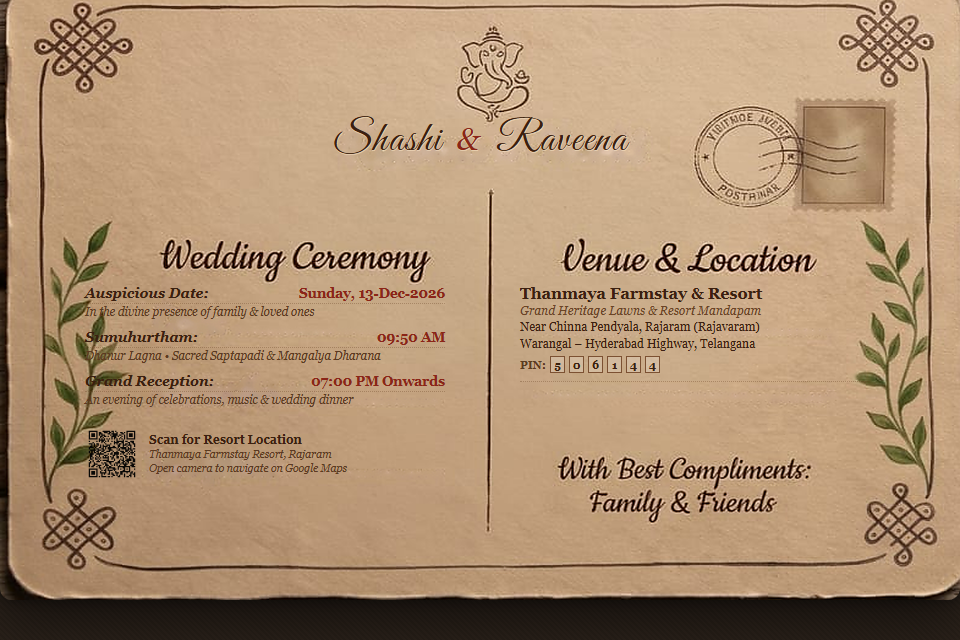 Shashi & Raveena
Wedding Ceremony
Auspicious Date: Sunday, 13-Dec-2026
In the divine presence of family & loved ones
Sumuhurtham: 09:50 AM
Dhanur Lagna • Sacred Saptapadi & Mangalya Dharana
Grand Reception: 07:00 PM Onwards
An evening of celebrations, music & wedding dinner
Scan for Resort Location
Thanmaya Farmstay Resort, Rajaram
Open camera to navigate on Google Maps
Venue & Location
Thanmaya Farmstay & Resort
Grand Heritage Lawns & Resort Mandapam
Near Chinna Pendyala, Rajaram (Rajavaram)
Warangal – Hyderabad Highway, Telangana
PIN: 5 0 6 1 4 4
With Best Compliments:
Family & Friends